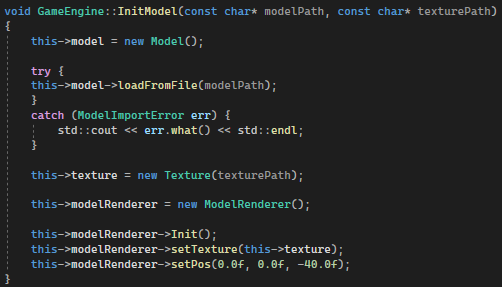 void GameEngine::InitModel(const char* modelPath, const char* texturePath)
{
    this->model = new Model();

    try {
    this->model->loadFromFile(modelPath);
    }
    catch (ModelImportError err) {
        std::cout << err.what() << std::endl;
    }

    this->texture = new Texture(texturePath);

    this->modelRenderer = new ModelRenderer();

    this->modelRenderer->Init();
    this->modelRenderer->setTexture(this->texture);
    this->modelRenderer->setPos(0.0f, 0.0f, -40.0f);
}